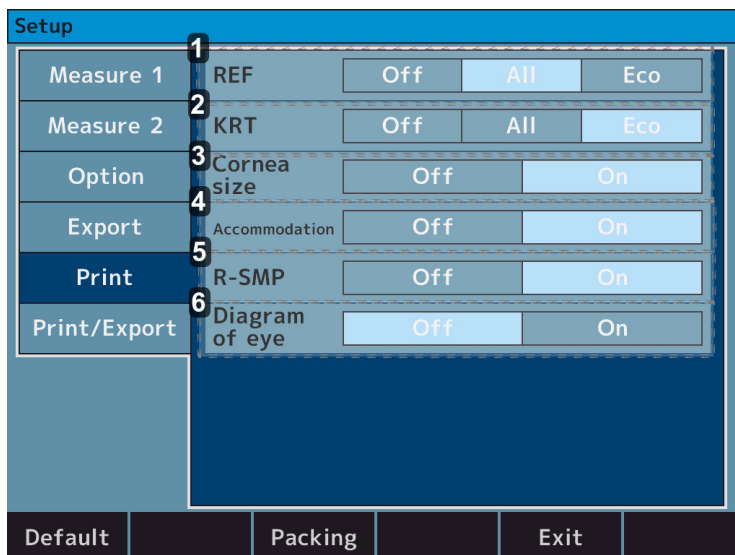 Setup
1
Measure 1 REF Off All Eco
2
Measure 2 KRT Off All Eco
3
Option Cornea size Off On
4
Export Accommodation Off On
5
Print R-SMP Off On
6
Print/Export Diagram of eye Off On
Default Packing Exit